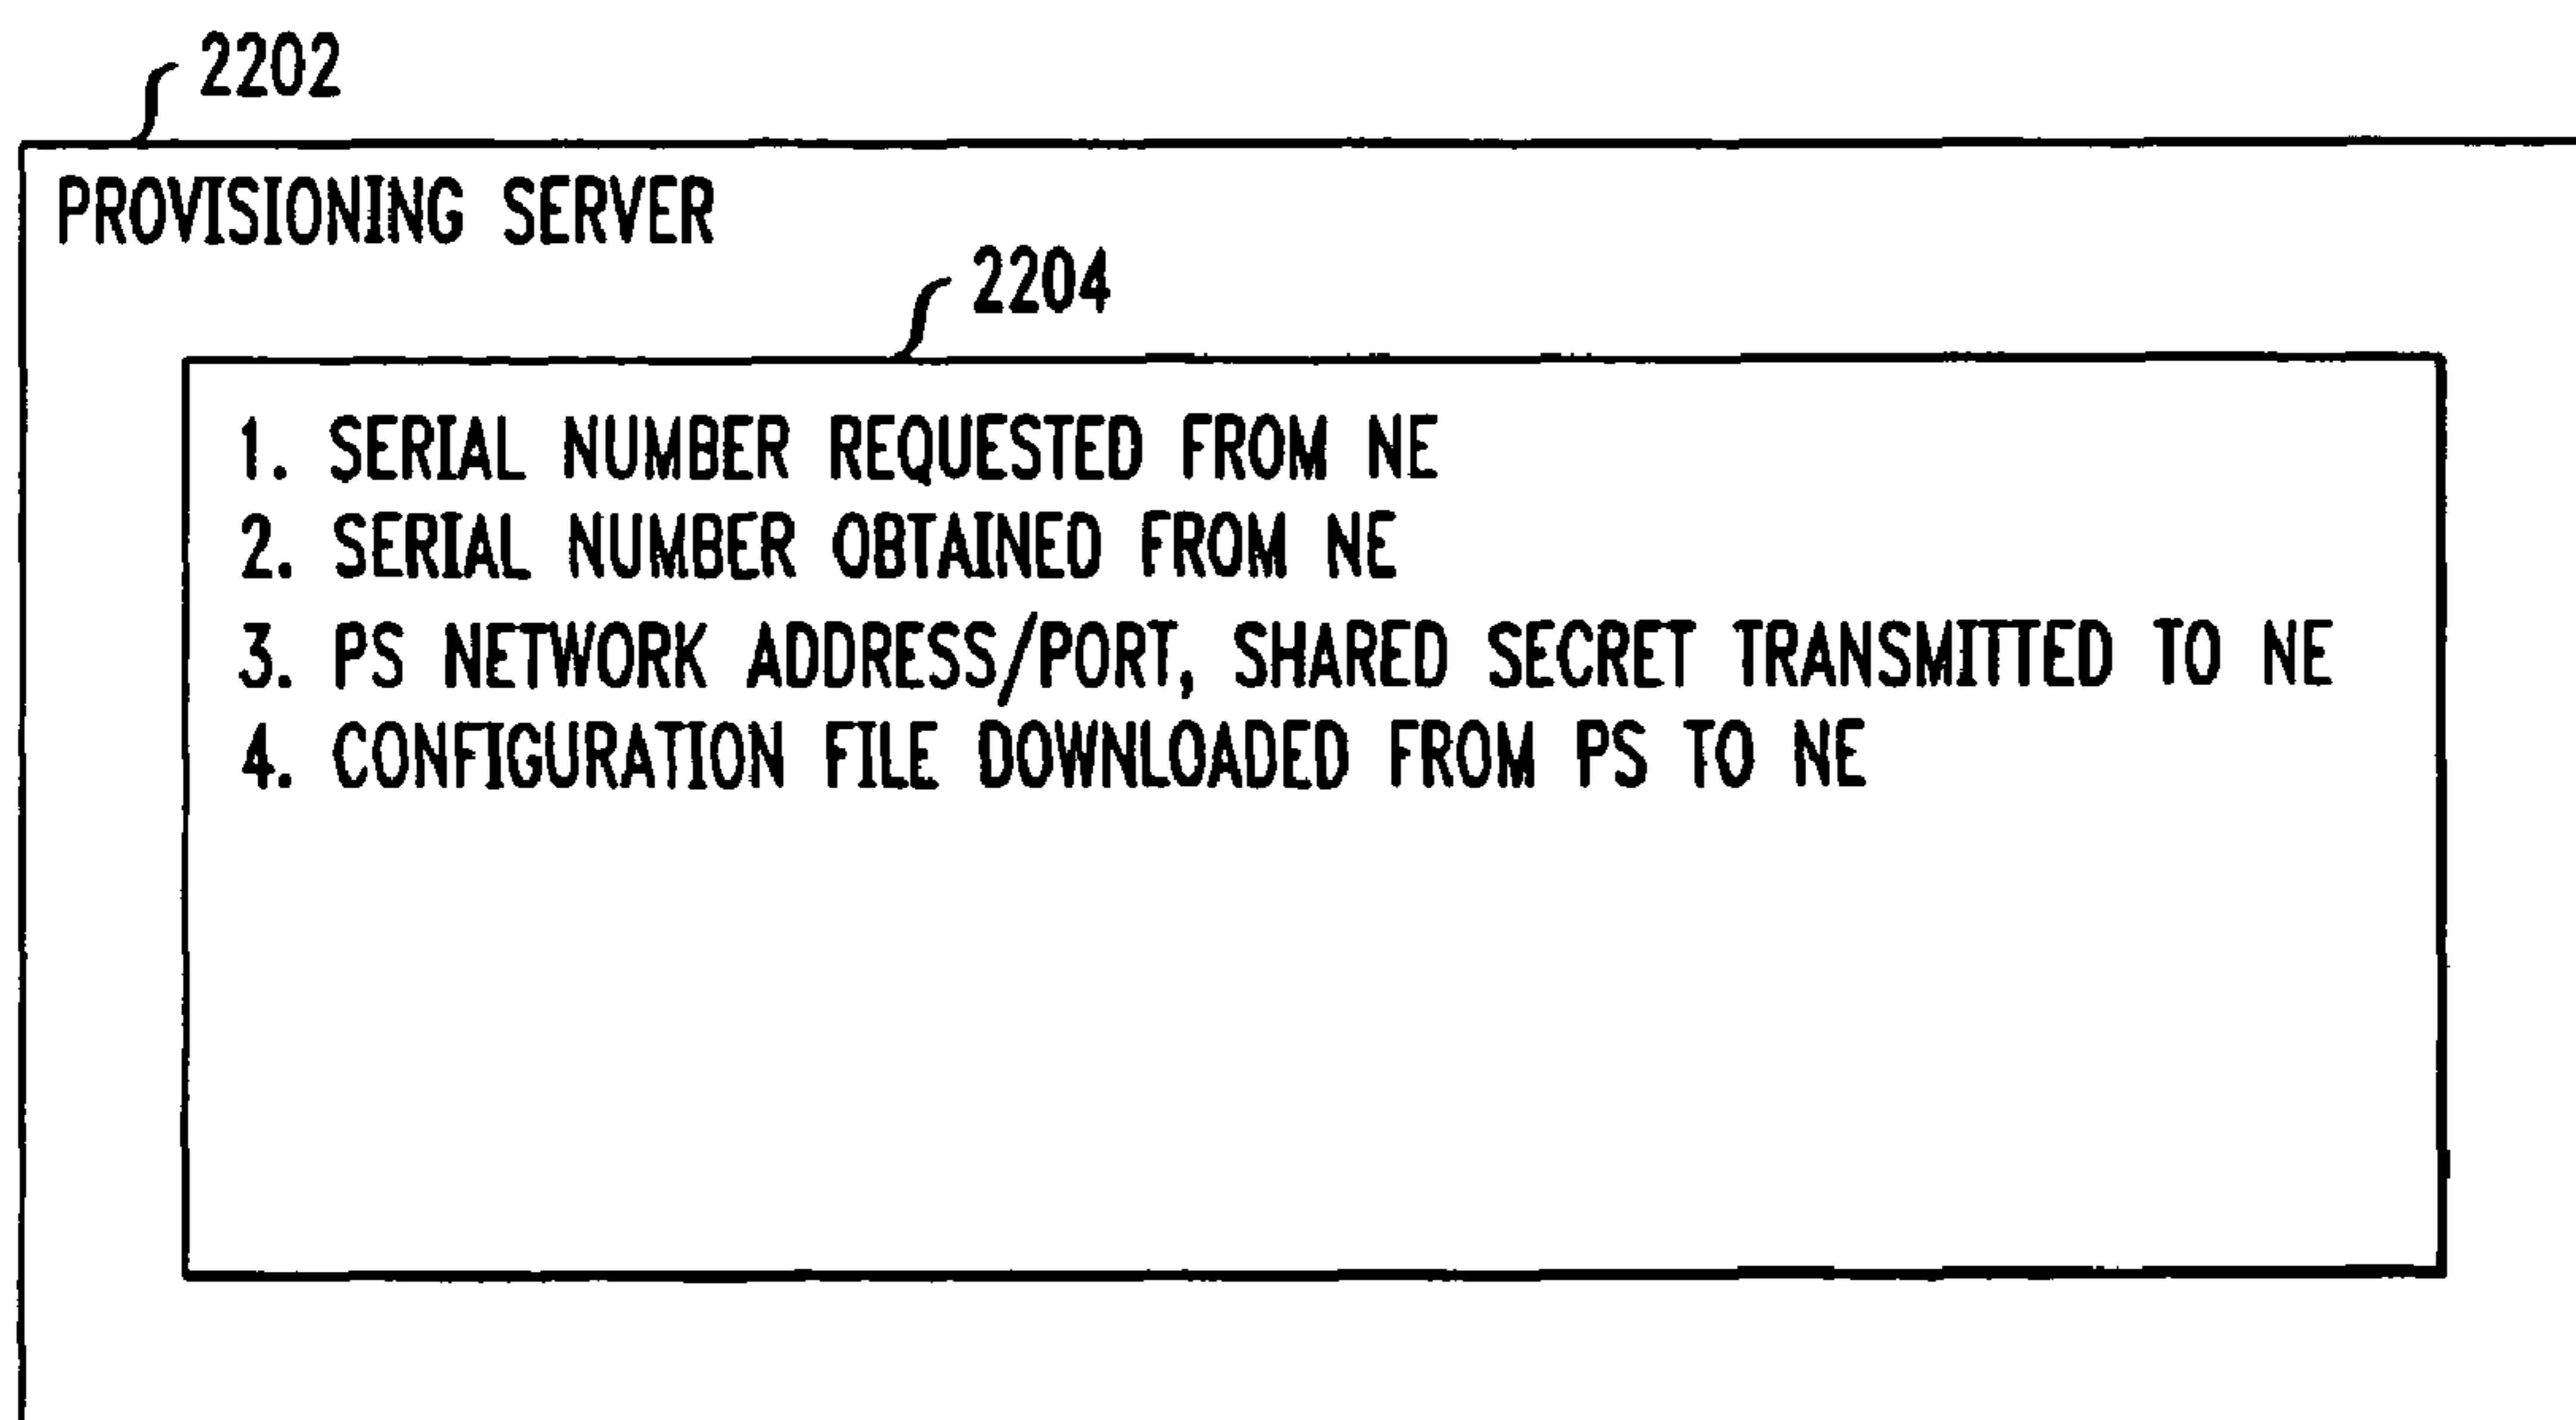 2202
PROVISIONING SERVER
2204
1. SERIAL NUMBER REQUESTED FROM NE
2. SERIAL NUMBER OBTAINED FROM NE
3. PS NETWORK ADDRESS/PORT, SHARED SECRET TRANSMITTED TO NE
4. CONFIGURATION FILE DOWNLOADED FROM PS TO NE